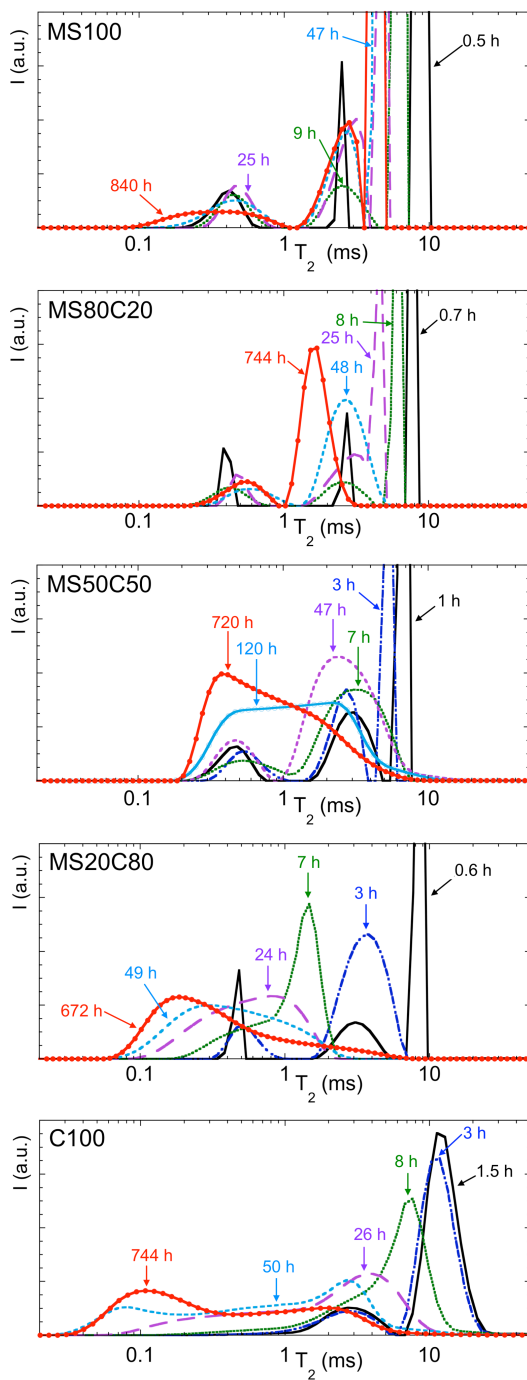 MS100
I (a.u.)
47 h
0.5 h
9 h
25 h
840 h
0.1 1 10
T2 (ms)
MS80C20
I (a.u.)
8 h
0.7 h
25 h
744 h
48 h
0.1 1 10
T2 (ms)
MS50C50
I (a.u.)
3 h
1 h
47 h
720 h
7 h
120 h
0.1 1 10
T2 (ms)
MS20C80
I (a.u.)
7 h
0.6 h
3 h
24 h
49 h
672 h
0.1 1 10
T2 (ms)
C100
I (a.u.)
3 h
8 h
1.5 h
26 h
744 h
50 h
0.1 1 10
T2 (ms)